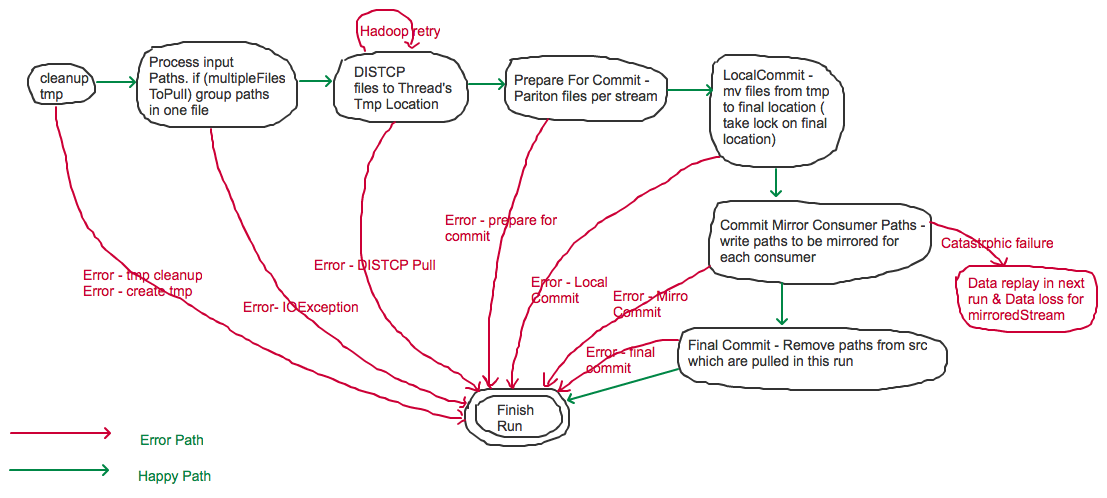 Hadoop retry
cleanup
tmp
Process input
Paths. if (multipleFiles
ToPull) group paths
in one file
DISTCP
files to Thread's
Tmp Location
Prepare For Commit -
Pariton files per stream
LocalCommit -
mv files from tmp
to final location (
take lock on final
location)
Commit Mirror Consumer Paths -
write paths to be mirrored for
each consumer
Catastrphic failure
Data replay in next
run & Data loss for
mirroredStream
Error - prepare for
commit
Error - tmp cleanup
Error - create tmp
Error - DISTCP Pull
Error- IOException
Error - Local
Commit
Error - Mirro
Commit
Final Commit - Remove paths from src
which are pulled in this run
Error - final
commit
Finish
Run
Error Path
Happy Path